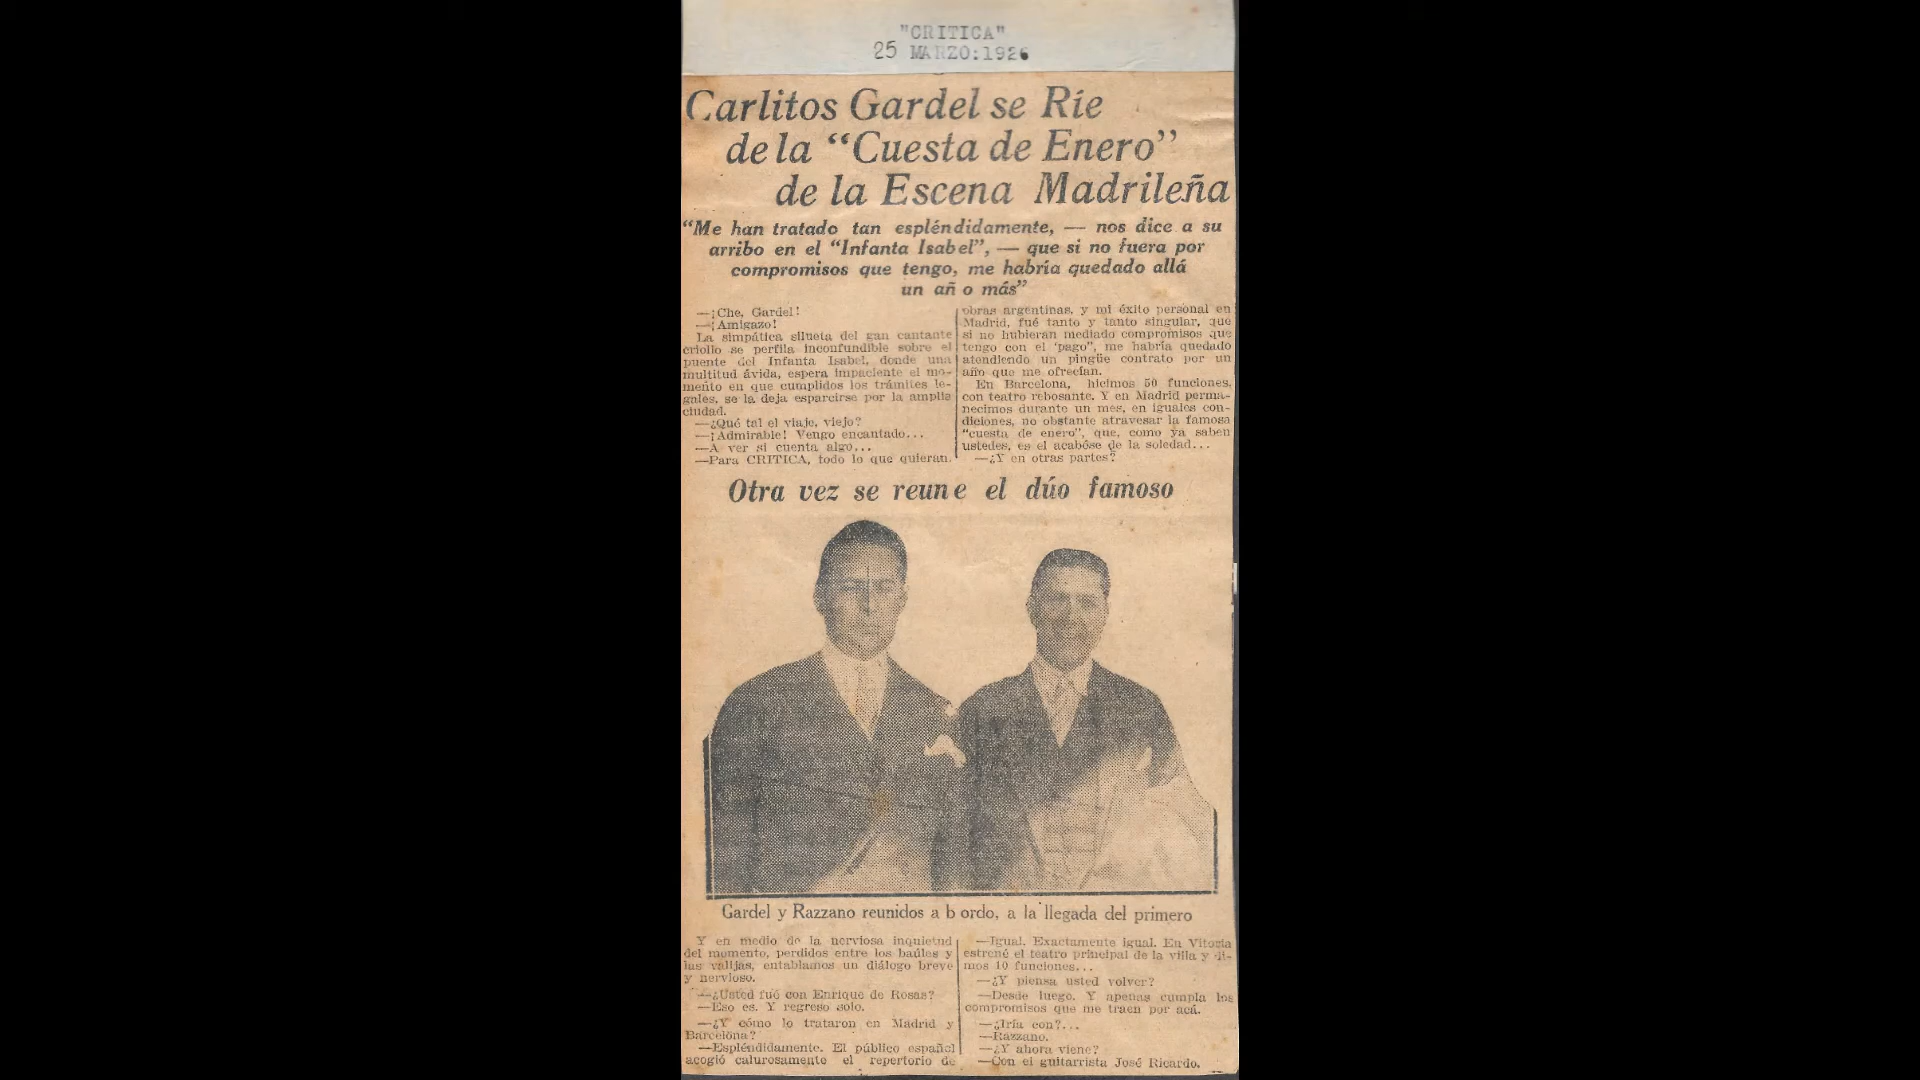 "CRITICA"
25 MARZO:1926
Carlitos Gardel se Ríe
de la "Cuesta de Enero"
de la Escena Madrileña
"Me han tratado tan espléndidamente, — nos dice a su
arribo en el "Infanta Isabel", — que si no fuera por
compromisos que tengo, me habría quedado allá
un añ o más"
—¡Che, Gardel!
—¡Amigazo!
La simpática silueta del gan cantante
criollo se perfila inconfundible sobre el
puente del Infanta Isabel, donde una
multitud ávida, espera impaciente el mo-
mento en que cumplidos los trámites le-
gales, se la deja esparcirse por la amplia
ciudad.
—¿Qué tal el viaje, viejo?
—¡Admirable! Vengo encantado...
—A ver si cuenta algo...
—Para CRITICA, todo lo que quieran.
obras argentinas, y mi éxito personal en
Madrid, fué tanto y tanto singular, que
si no hubieran mediado compromisos que
tengo con el 'pago", me habría quedado
atendiendo un pingüe contrato por un
año que me ofrecían.
En Barcelona, hicimos 50 funciones,
con teatro rebosante. Y en Madrid perma-
necimos durante un mes, en iguales con-
diciones, no obstante atravesar la famosa
"cuesta de enero", que, como ya saben
ustedes, es el acabóse de la soledad...
—¿Y en otras partes?
Otra vez se reune el dúo famoso
Gardel y Razzano reunidos a b ordo, a la llegada del primero
Y en medio de la nerviosa inquietud
del momento, perdidos entre los baúles y
las valijas, entablamos un diálogo breve
y nervioso.
—¿Usted fué con Enrique de Rosas?
—Eso es. Y regreso solo.
—¿Y cómo lo trataron en Madrid y
Barcelona?
—Espléndidamente. El público español
acogió calurosamente el repertorio de
—Igual. Exactamente igual. En Vitoria
estrené el teatro principal de la villa y di-
mos 10 funciones...
—¿Y piensa usted volver?
—Desde luego. Y apenas cumpla los
compromisos que me traen por acá.
—¿Iría con?...
—Razzano.
—¿Y ahora viene?
—Con el guitarrista José Ricardo.